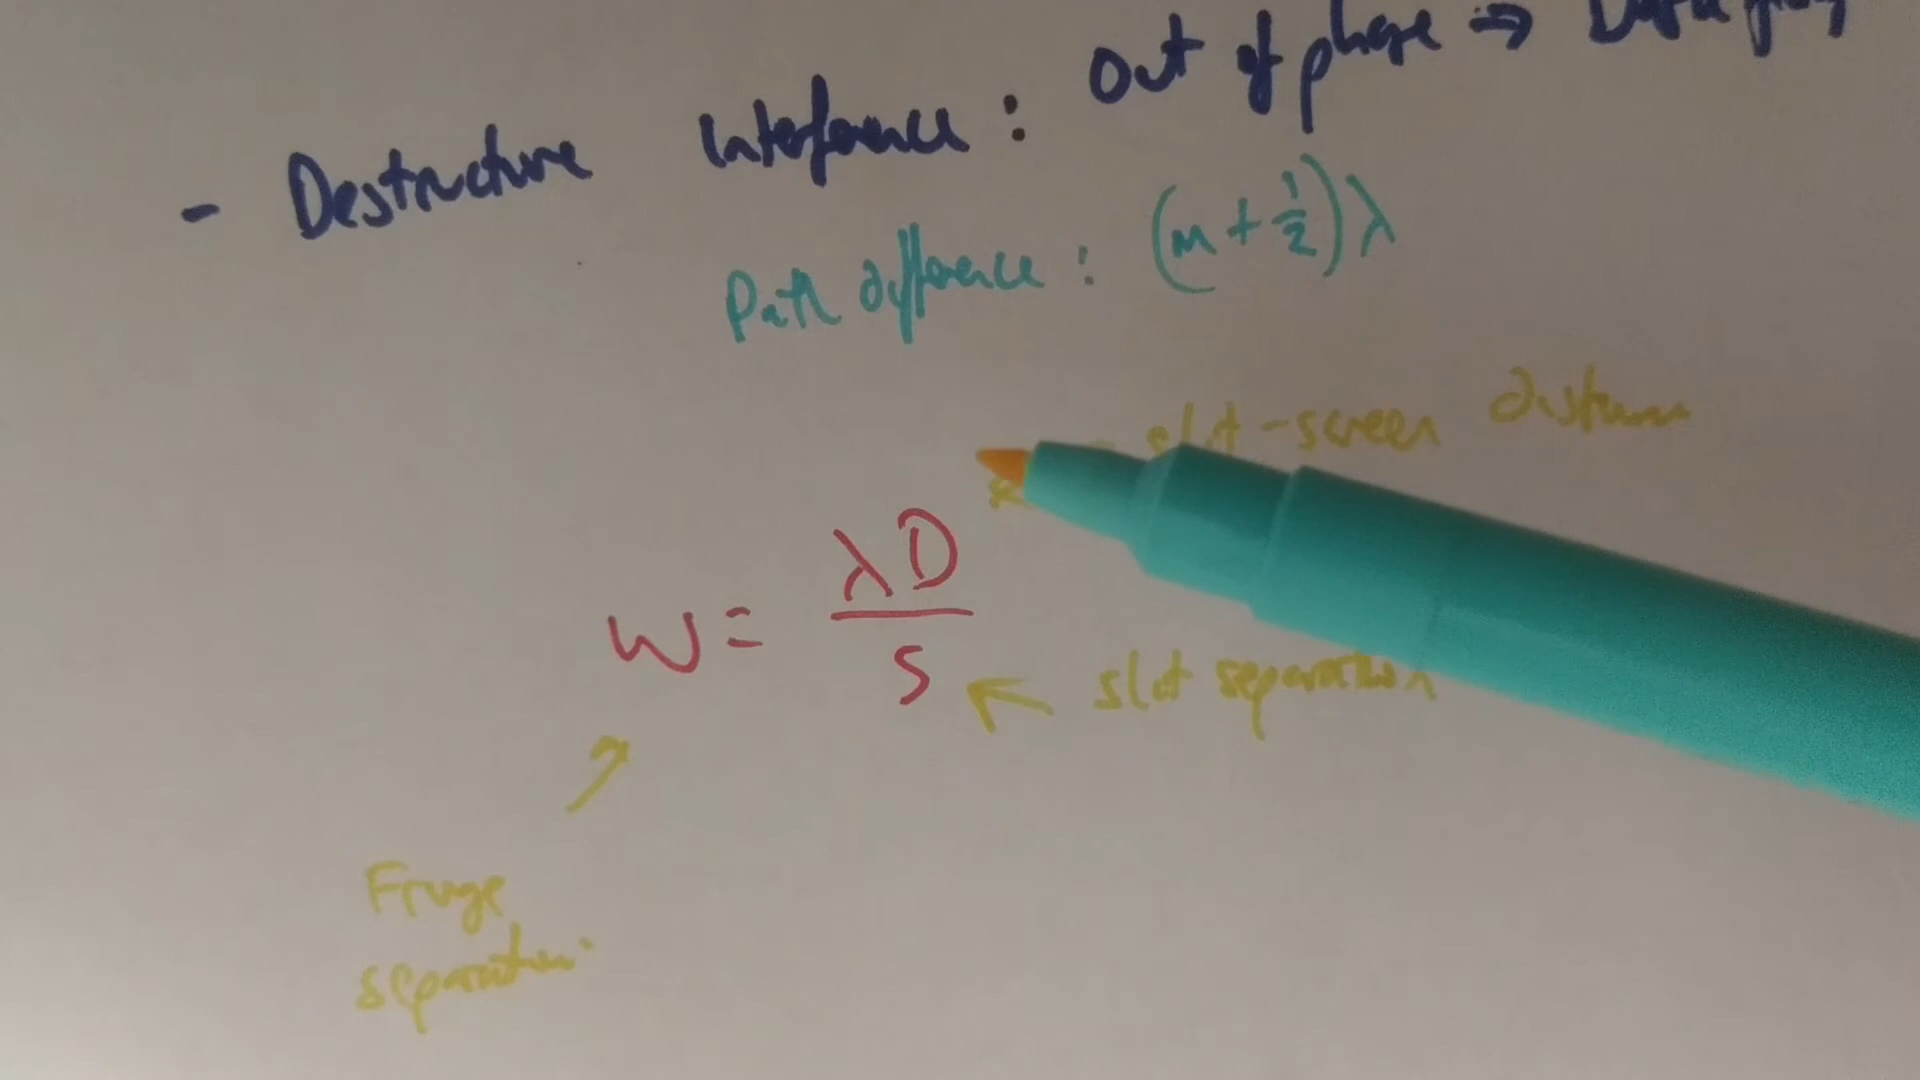 - Destructive Interference : Out of phase ⇒
Path difference : (m + 1/2) λ
slit - screen distance
w = λD / s
slit separation
Fringe
separation